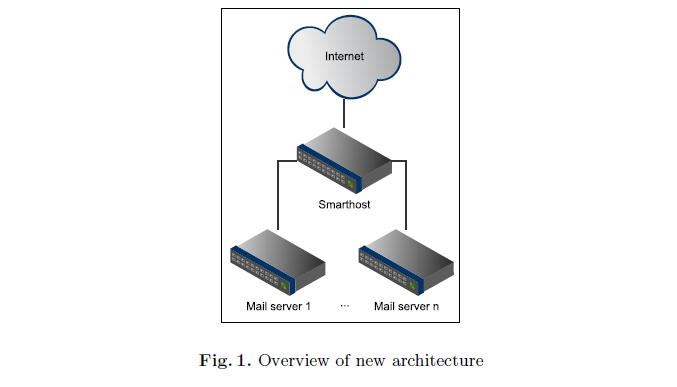 Internet
Smarthost
Mail server 1 ... Mail server n
Fig. 1. Overview of new architecture